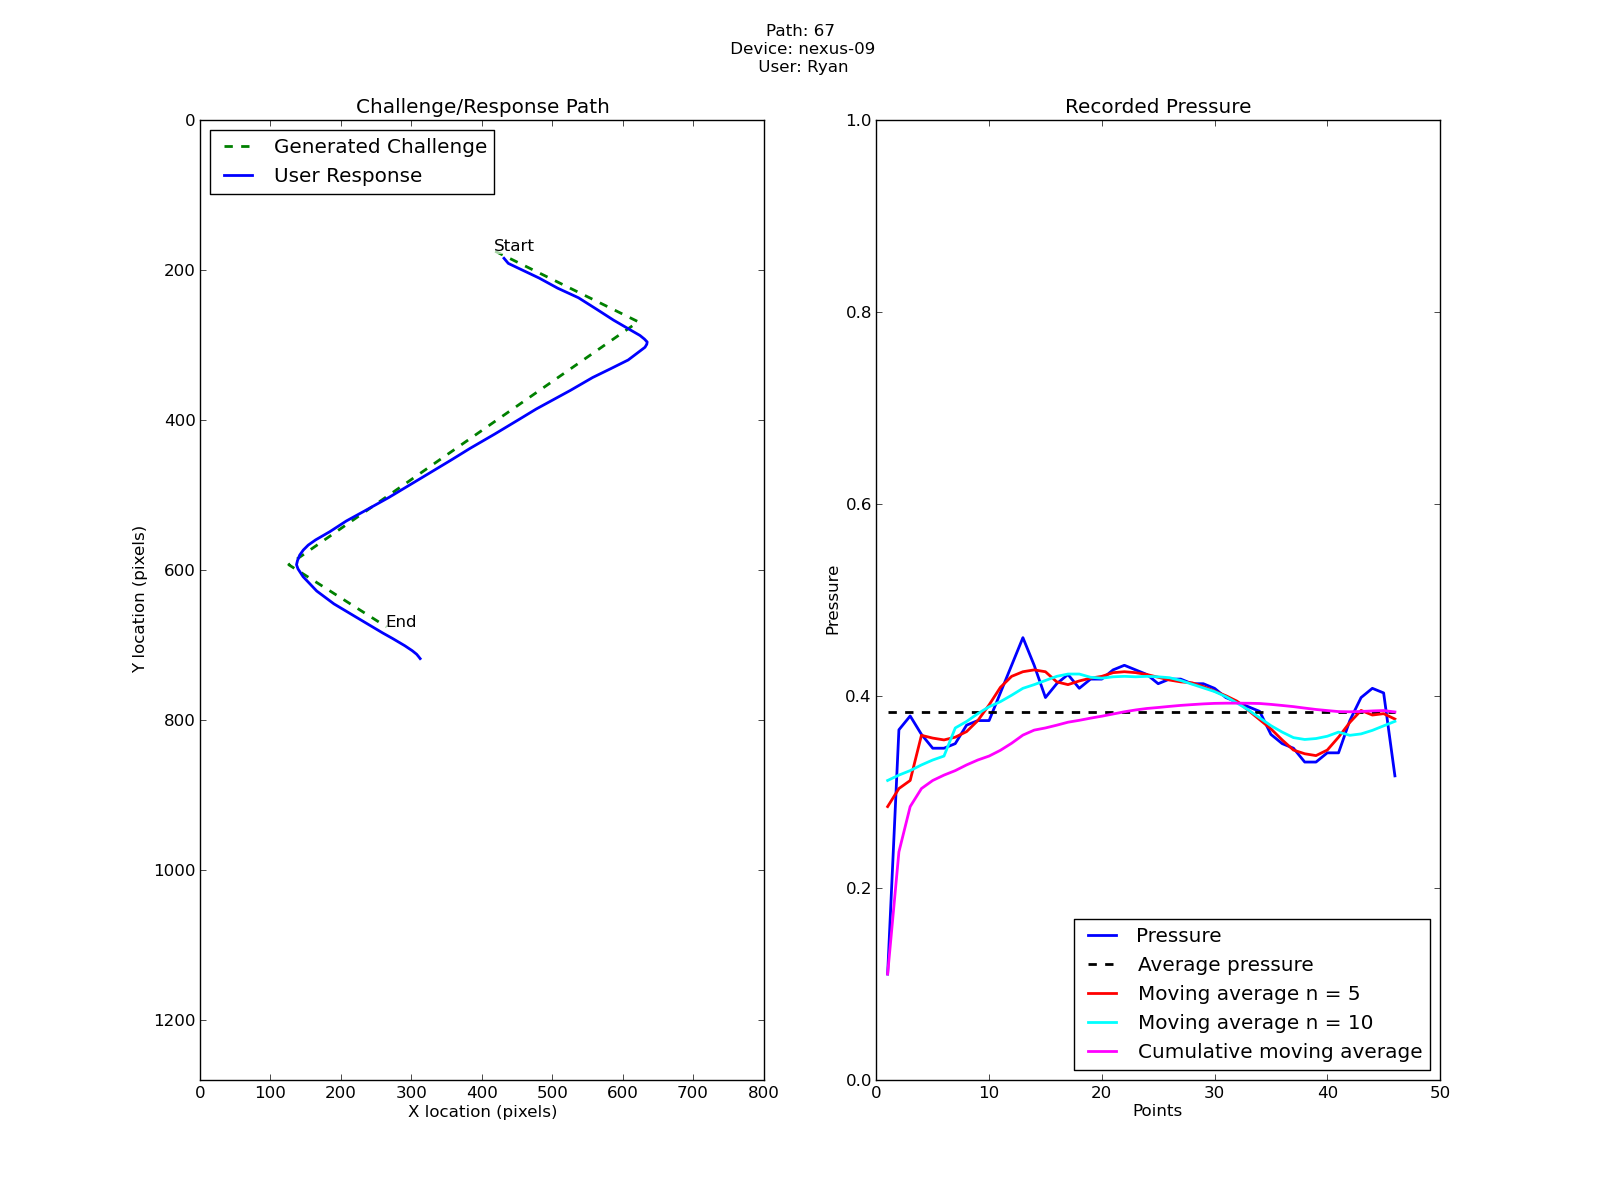 Path: 67
Device: nexus-09
User: Ryan
Challenge/Response Path
Generated Challenge
User Response
Start
End
0
200
400
600
800
1000
1200
Y location (pixels)
0 100 200 300 400 500 600 700 800
X location (pixels)
Recorded Pressure
1.0
0.8
0.6
0.4
0.2
0.0
Pressure
Pressure
Average pressure
Moving average n = 5
Moving average n = 10
Cumulative moving average
0 10 20 30 40 50
Points